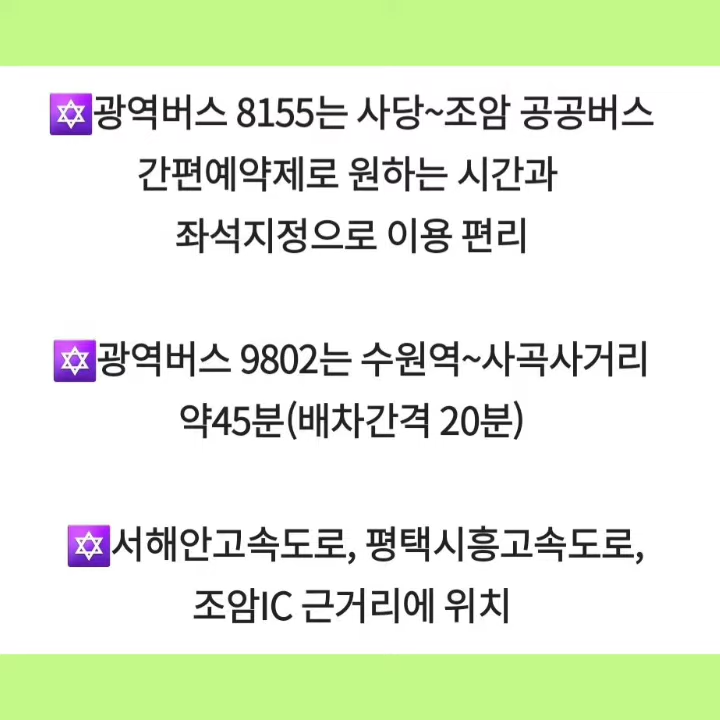 ✡광역버스 8155는 사당~조암 공공버스
간편예약제로 원하는 시간과
좌석지정으로 이용 편리
✡광역버스 9802는 수원역~사곡사거리
약45분(배차간격 20분)
✡서해안고속도로, 평택시흥고속도로,
조암IC 근거리에 위치